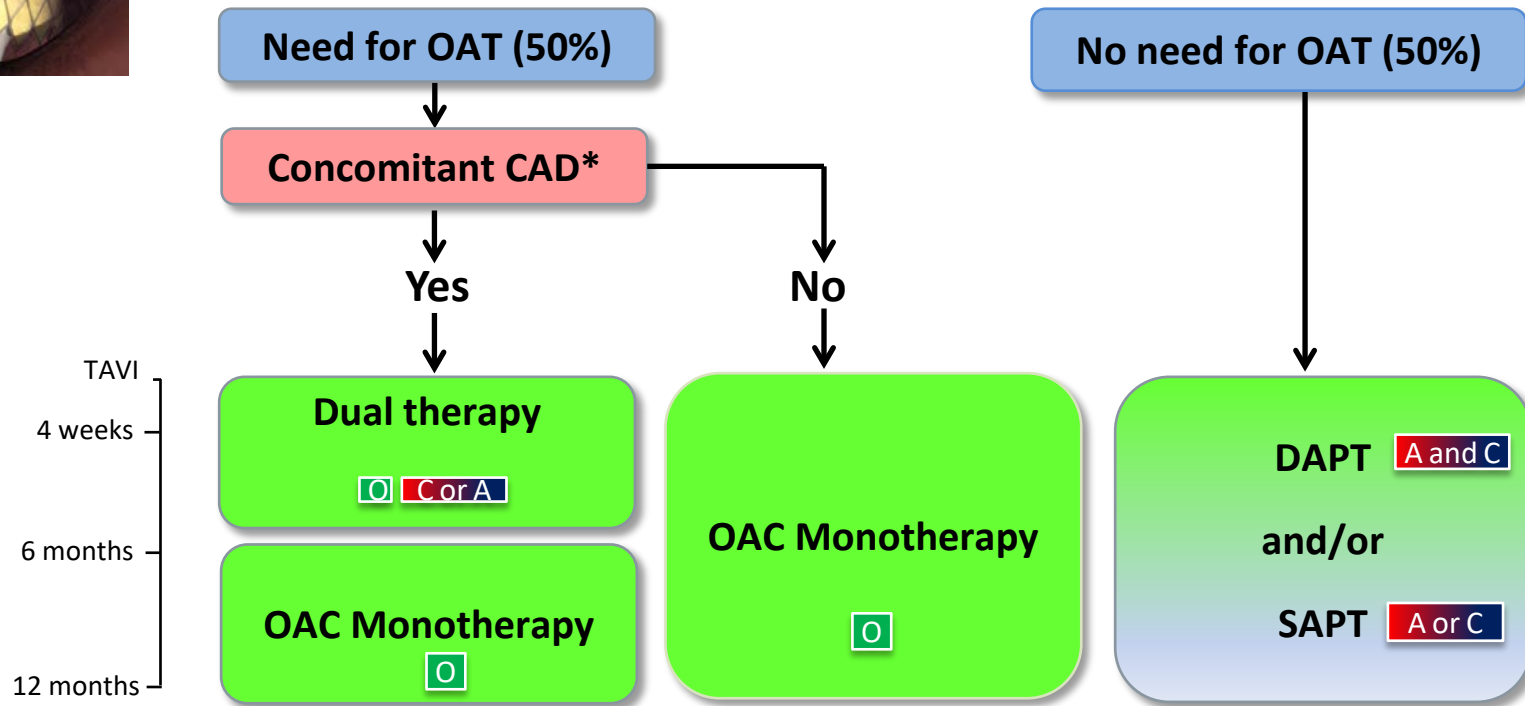 Need for OAT (50%)
No need for OAT (50%)
Concomitant CAD*
Yes
No
TAVI
4 weeks
6 months
12 months
Dual therapy
O
C or A
OAC Monotherapy
O
OAC Monotherapy
O
DAPT
A and C
and/or
SAPT
A or C